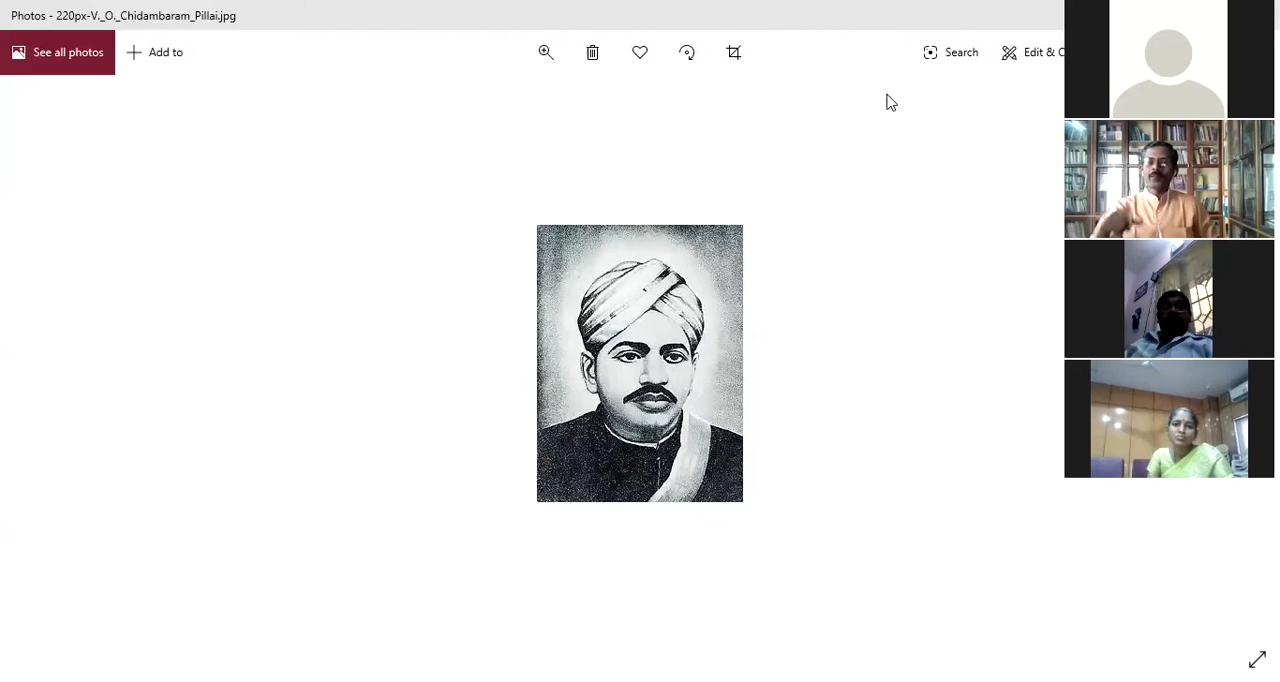 Photos - 220px-V._O._Chidambaram_Pillai.jpg
See all photos
Add to
Search
Edit &